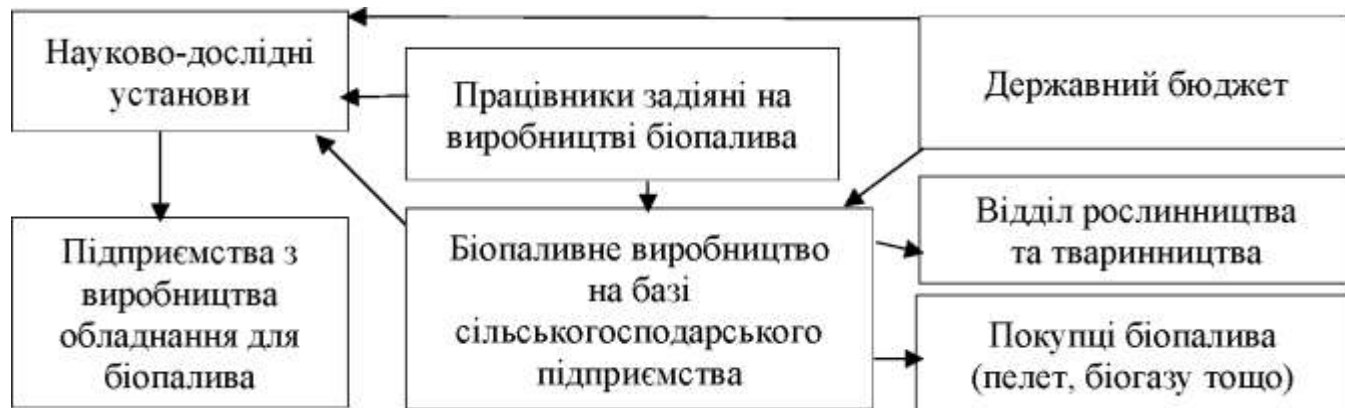 Науково-дослідні
установи
Працівники задіяні на
виробництві біопалива
Державний бюджет
Підприємства з
виробництва
обладнання для
біопалива
Біопаливне виробництво
на базі
сільськогосподарського
підприємства
Відділ рослинництва
та тваринництва
Покупці біопалива
(пелет, біогазу тощо)